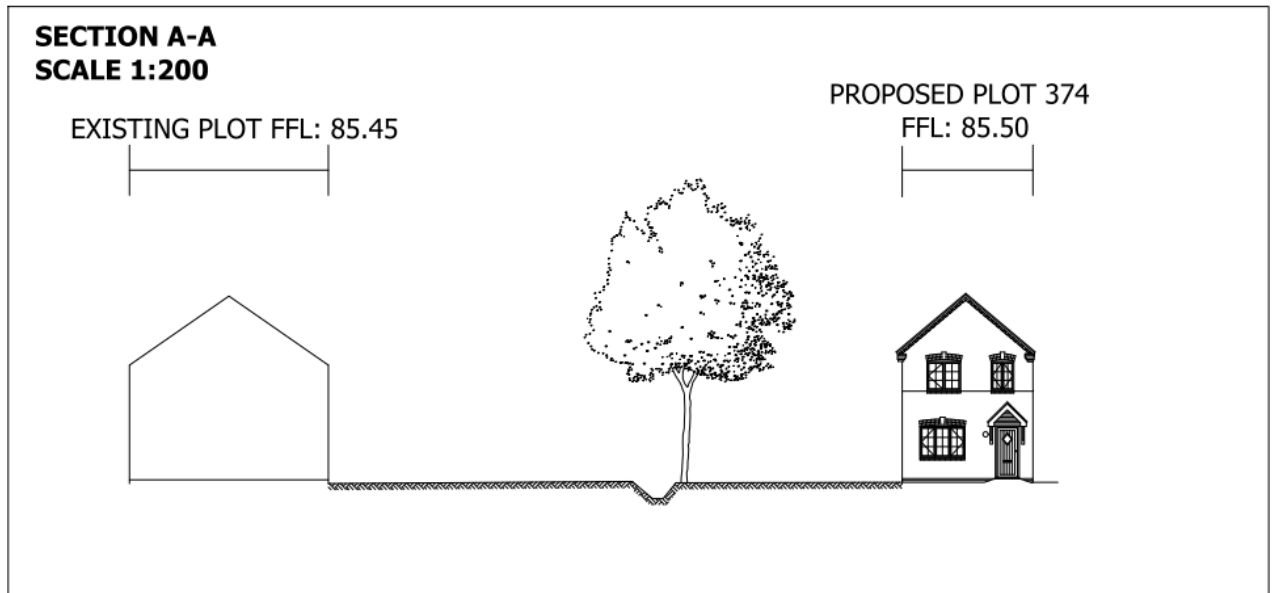 SECTION A-A
SCALE 1:200
EXISTING PLOT FFL: 85.45
PROPOSED PLOT 374
FFL: 85.50